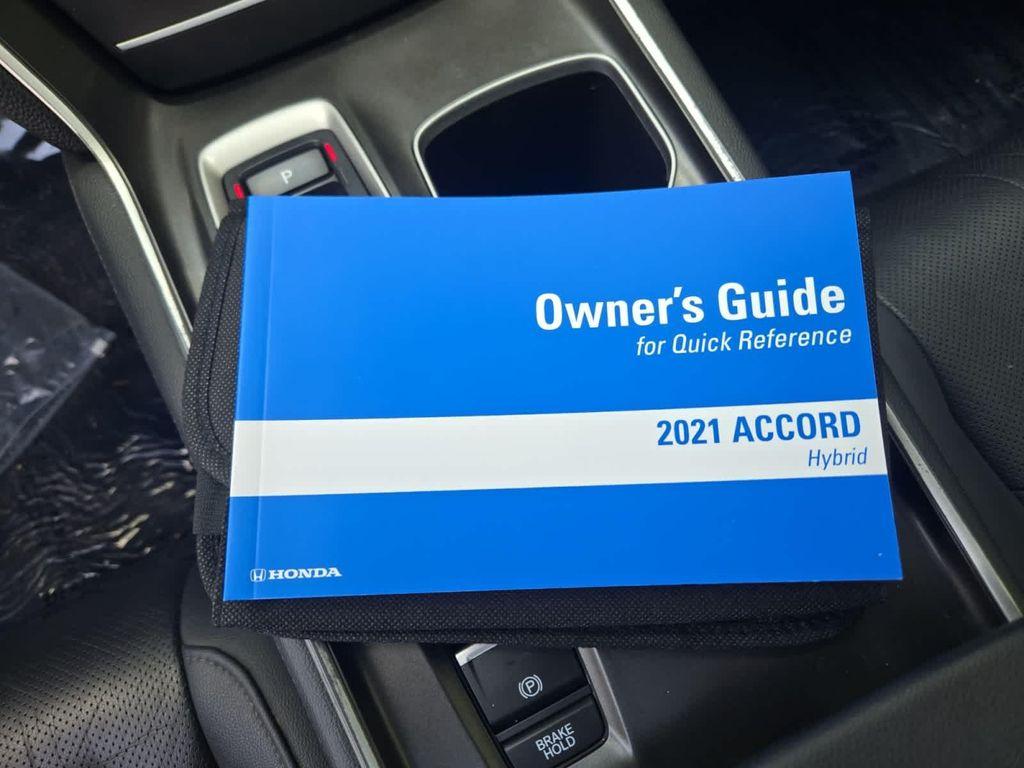 P
Owner's Guide
for Quick Reference
2021 ACCORD
Hybrid
HONDA
P
BRAKE
HOLD